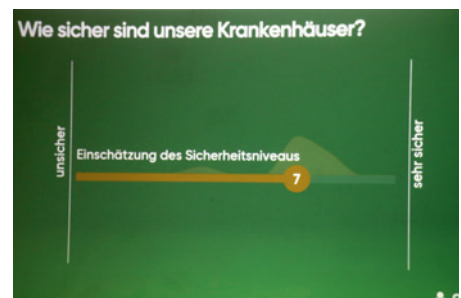 Wie sicher sind unsere Krankenhäuser?
unsicher
Einschätzung des Sicherheitsniveaus
7
sehr sicher